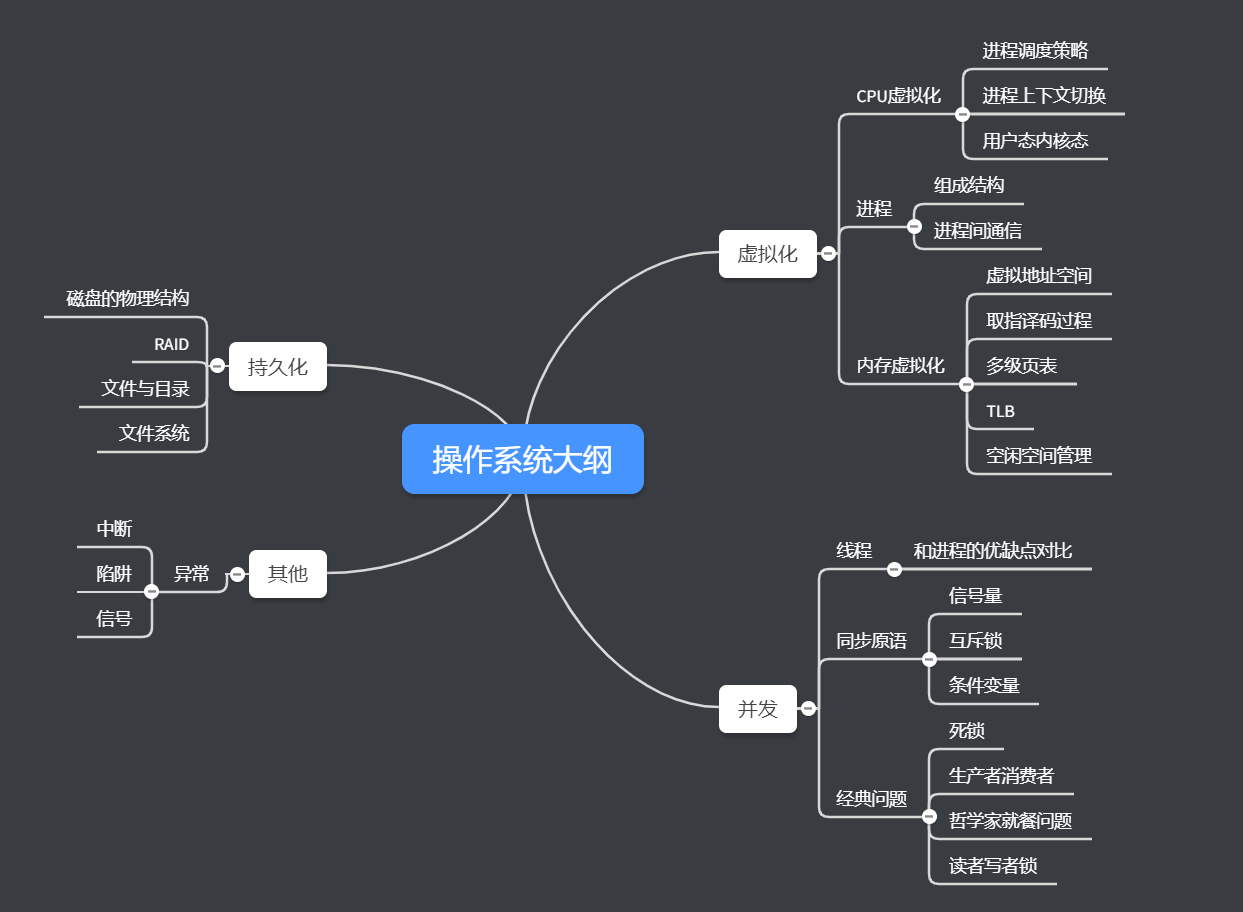 操作系统大纲
虚拟化
CPU虚拟化
进程调度策略
进程上下文切换
用户态内核态
进程
组成结构
进程间通信
内存虚拟化
虚拟地址空间
取指译码过程
多级页表
TLB
空闲空间管理
并发
线程
和进程的优缺点对比
同步原语
信号量
互斥锁
条件变量
经典问题
死锁
生产者消费者
哲学家就餐问题
读者写者锁
持久化
磁盘的物理结构
RAID
文件与目录
文件系统
其他
异常
中断
陷阱
信号